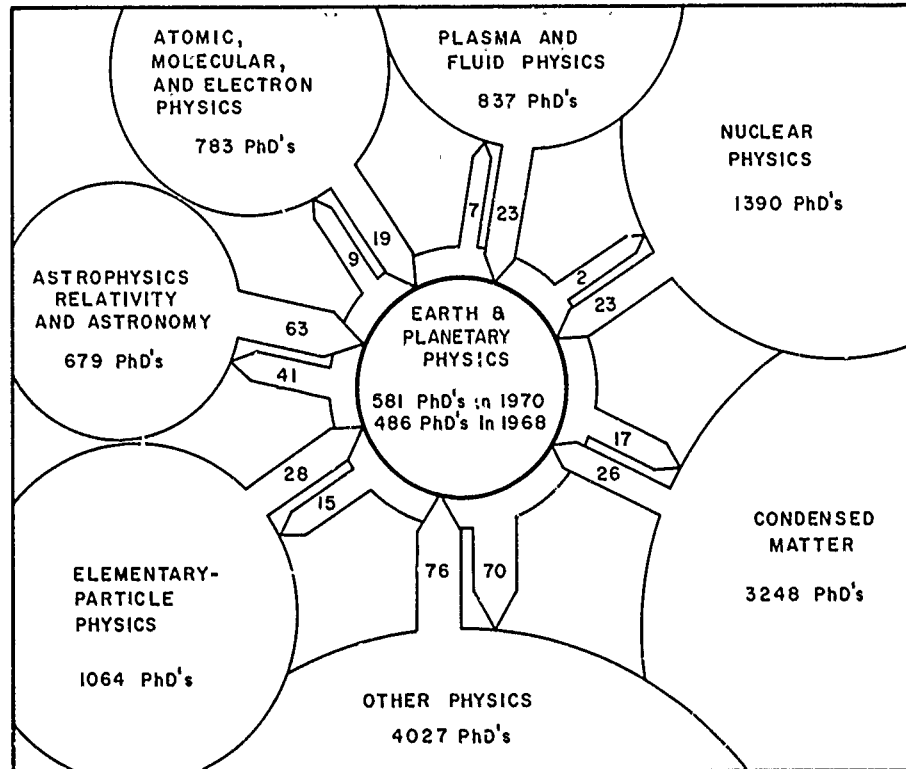 ATOMIC,
MOLECULAR,
AND ELECTRON
PHYSICS
783 PhD's
PLASMA AND
FLUID PHYSICS
837 PhD's
NUCLEAR
PHYSICS
1390 PhD's
7
23
19
9
2
23
ASTROPHYSICS
RELATIVITY
AND ASTRONOMY
679 PhD's
63
41
EARTH &
PLANETARY
PHYSICS
581 PhD's in 1970
486 PhD's In 1968
17
26
28
15
CONDENSED
MATTER
3248 PhD's
76
70
ELEMENTARY-
PARTICLE
PHYSICS
1064 PhD's
OTHER PHYSICS
4027 PhD's